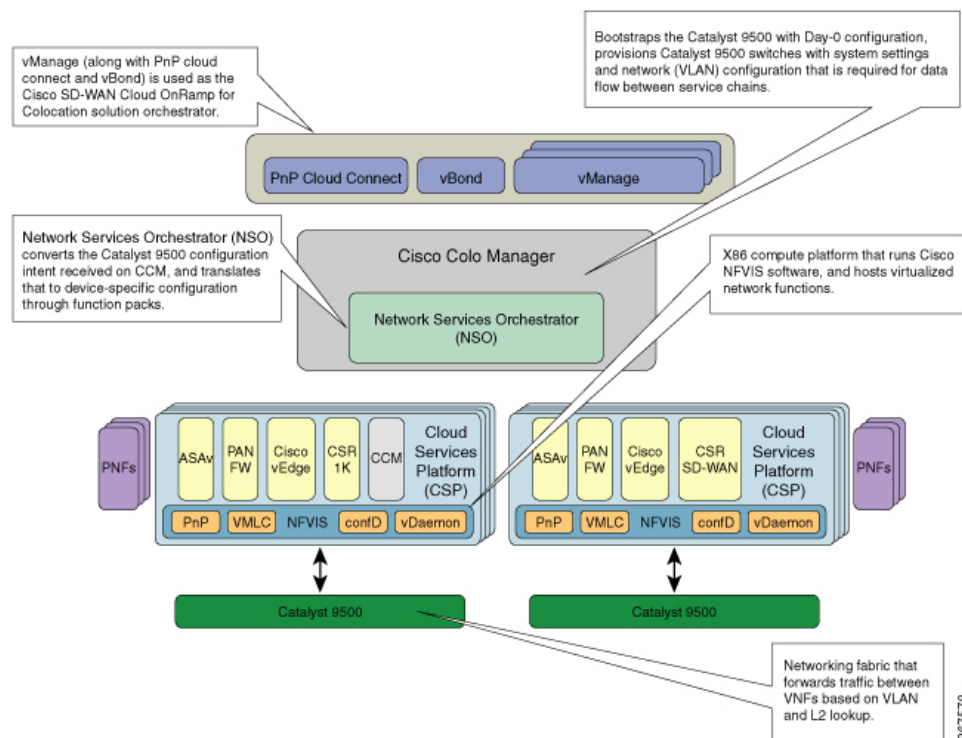 Bootstraps the Catalyst 9500 with Day-0 configuration,
provisions Catalyst 9500 switches with system settings
and network (VLAN) configuration that is required for data
flow between service chains.
vManage (along with PnP cloud
connect and vBond) is used as the
Cisco SD-WAN Cloud OnRamp for
Colocation solution orchestrator.
PnP Cloud Connect
vBond
vManage
Network Services Orchestrator (NSO)
converts the Catalyst 9500 configuration
intent received on CCM, and translates
that to device-specific configuration
through function packs.
Cisco Colo Manager
Network Services Orchestrator
(NSO)
X86 compute platform that runs Cisco
NFVIS software, and hosts virtualized
network functions.
PNFs
ASAv
PAN
FW
Cisco
vEdge
CSR
1K
CCM
Cloud
Services
Platform
(CSP)
PnP
VMLC
NFVIS
confD
vDaemon
ASAv
PAN
FW
Cisco
vEdge
CSR
SD-WAN
Cloud
Services
Platform
(CSP)
PnP
VMLC
NFVIS
confD
vDaemon
PNFs
Catalyst 9500
Catalyst 9500
Networking fabric that
forwards traffic between
VNFs based on VLAN
and L2 lookup.